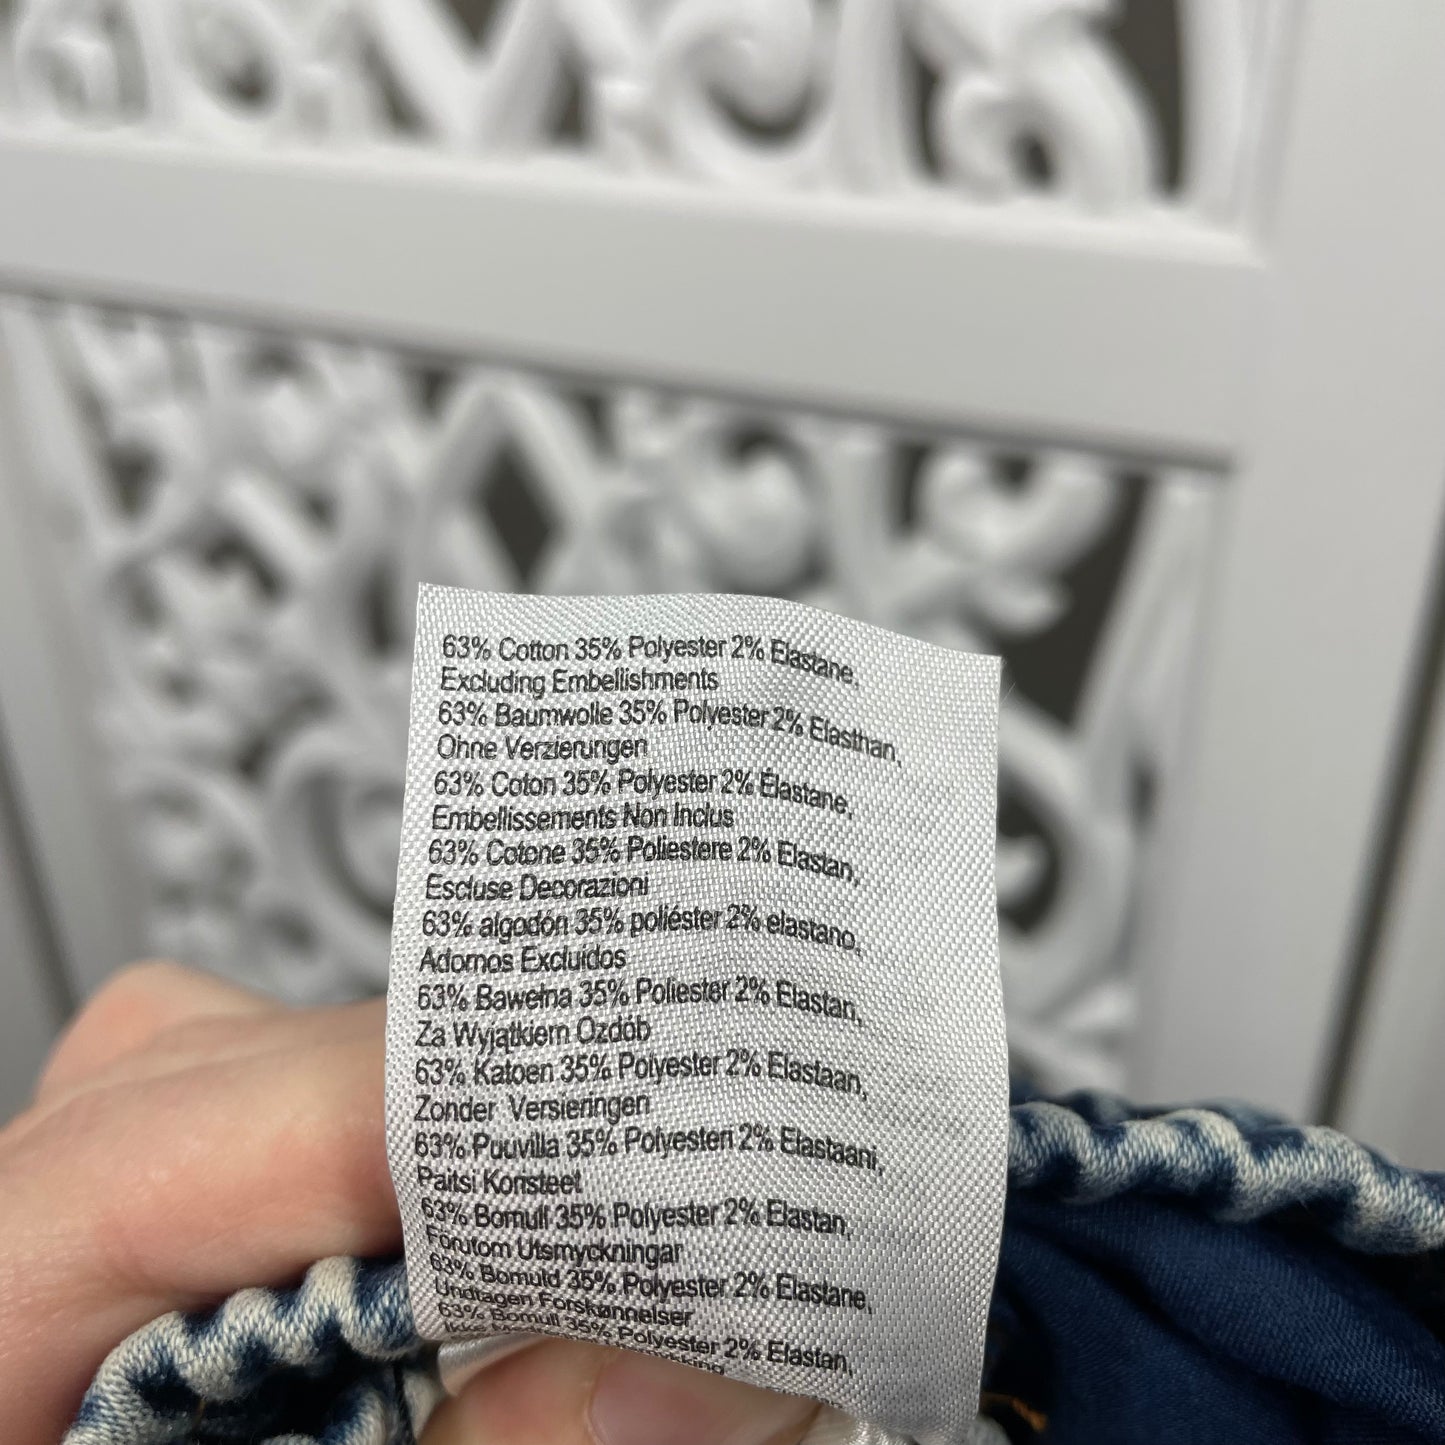 63% Cotton 35% Polyester 2% Elastane,
Excluding Embellishments
63% Baumwolle 35% Polyester 2% Elasthan,
Ohne Verzierungen
63% Coton 35% Polyester 2% Élastane,
Embellissements Non Inclus
63% Cotone 35% Poliestere 2% Elastan,
Escluse Decorazioni
63% algodón 35% poliéster 2% elastano,
Adornos Excluidos
63% Bawełna 35% Poliester 2% Elastan,
Za Wyjątkiem Ozdób
63% Katoen 35% Polyester 2% Elastaan,
Zonder Versieringen
63% Puuvilla 35% Polyesteri 2% Elastaani,
Paitsi Koristeet
63% Bomull 35% Polyester 2% Elastan,
Förutom Utsmyckningar
63% Bomuld 35% Polyester 2% Elastane,
Undtagen Forskønnelser
63% Bomull 35% Polyester 2% Elastan,
Ikke